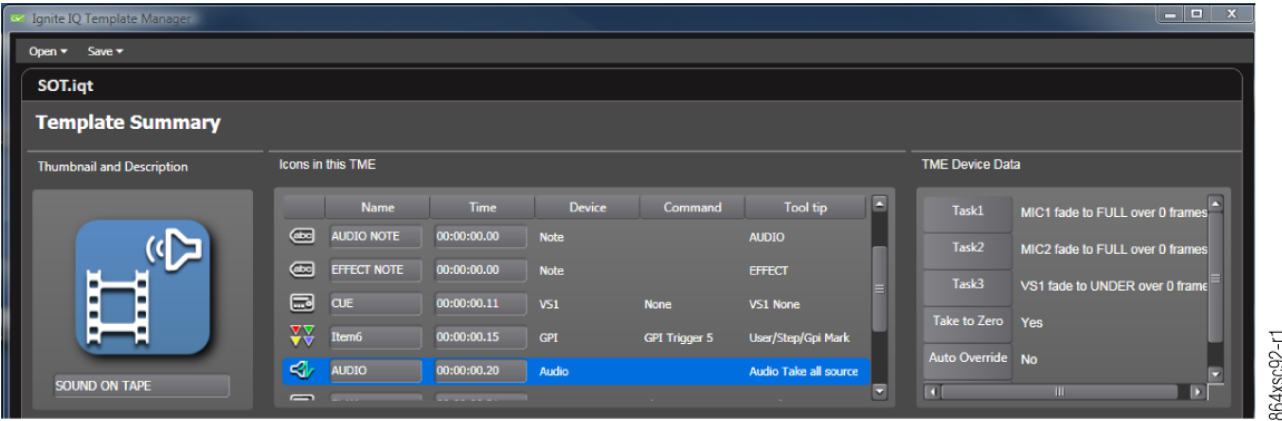 Ignite IQ Template Manager
Open Save
SOT.iqt
Template Summary
Thumbnail and Description
SOUND ON TAPE
Icons in this TME
Name Time Device Command Tool tip
abc AUDIO NOTE 00:00:00.00 Note AUDIO
abc EFFECT NOTE 00:00:00.00 Note EFFECT
CUE 00:00:00.11 VS1 None VS1 None
Item6 00:00:00.15 GPI GPI Trigger 5 User/Step/Gpi Mark
AUDIO 00:00:00.20 Audio Audio Take all source
TME Device Data
Task1 MIC1 fade to FULL over 0 frames
Task2 MIC2 fade to FULL over 0 frames
Task3 VS1 fade to UNDER over 0 frame
Take to Zero Yes
Auto Override No
864xsc92-r1